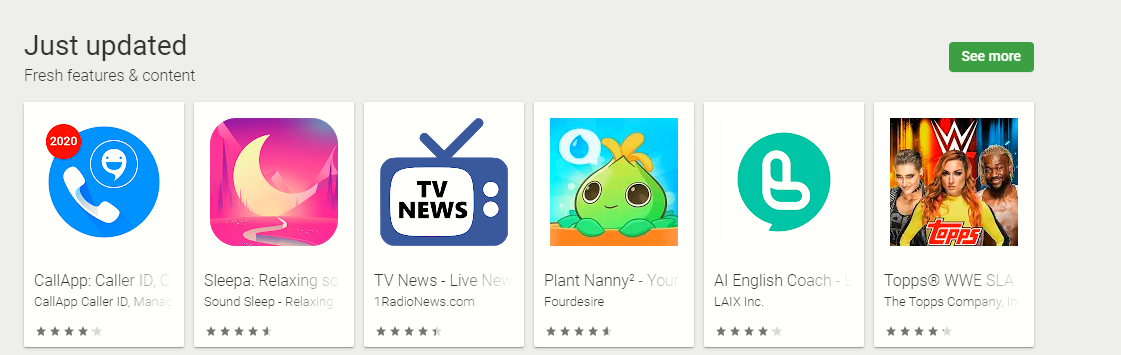 Just updated
Fresh features & content
See more
2020
TV
NEWS
W
Topps
CallApp: Caller ID, C
CallApp Caller ID, Manag
Sleepa: Relaxing so
Sound Sleep - Relaxing
TV News - Live New
1RadioNews.com
Plant Nanny² - Your
Fourdesire
AI English Coach - L
LAIX Inc.
Topps® WWE SLA
The Topps Company, In